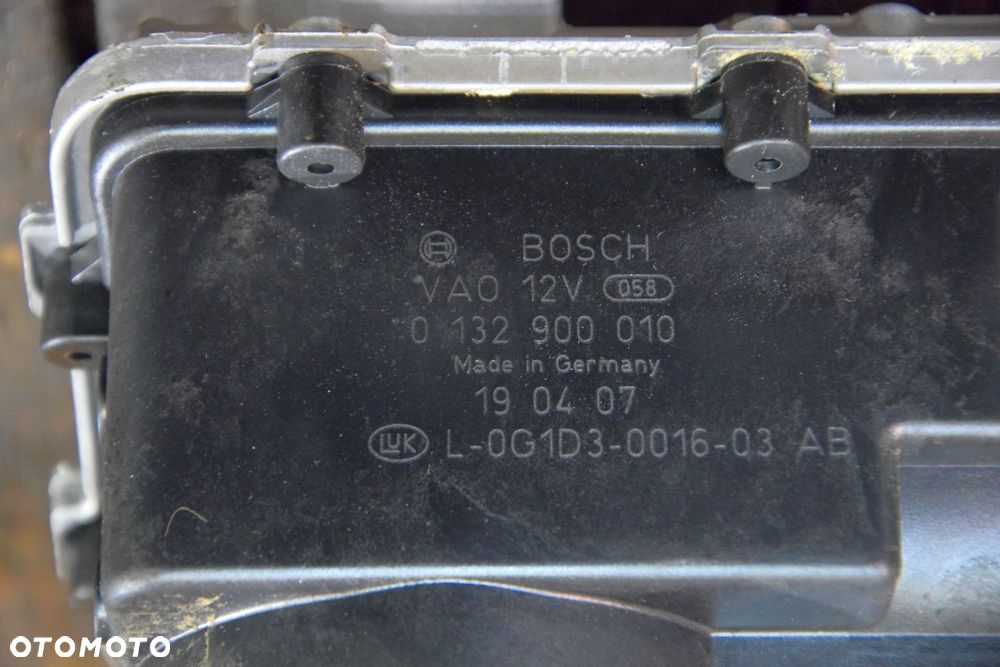 BOSCH
VAO 12V 058
0 132 900 010
Made in Germany
19 04 07
LUK L-0G1D3-0016-03 AB
OTOMOTO